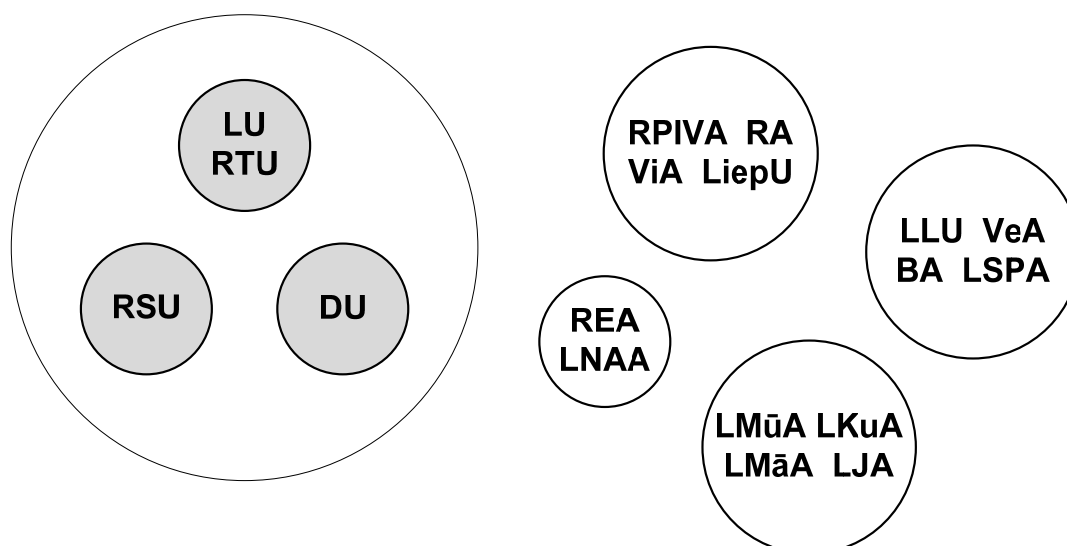 LU
RTU
RSU
DU
RPIVA RA
ViA LiepU
LLU VeA
BA LSPA
REA
LNAA
LMūA LKuA
LMāA LJA